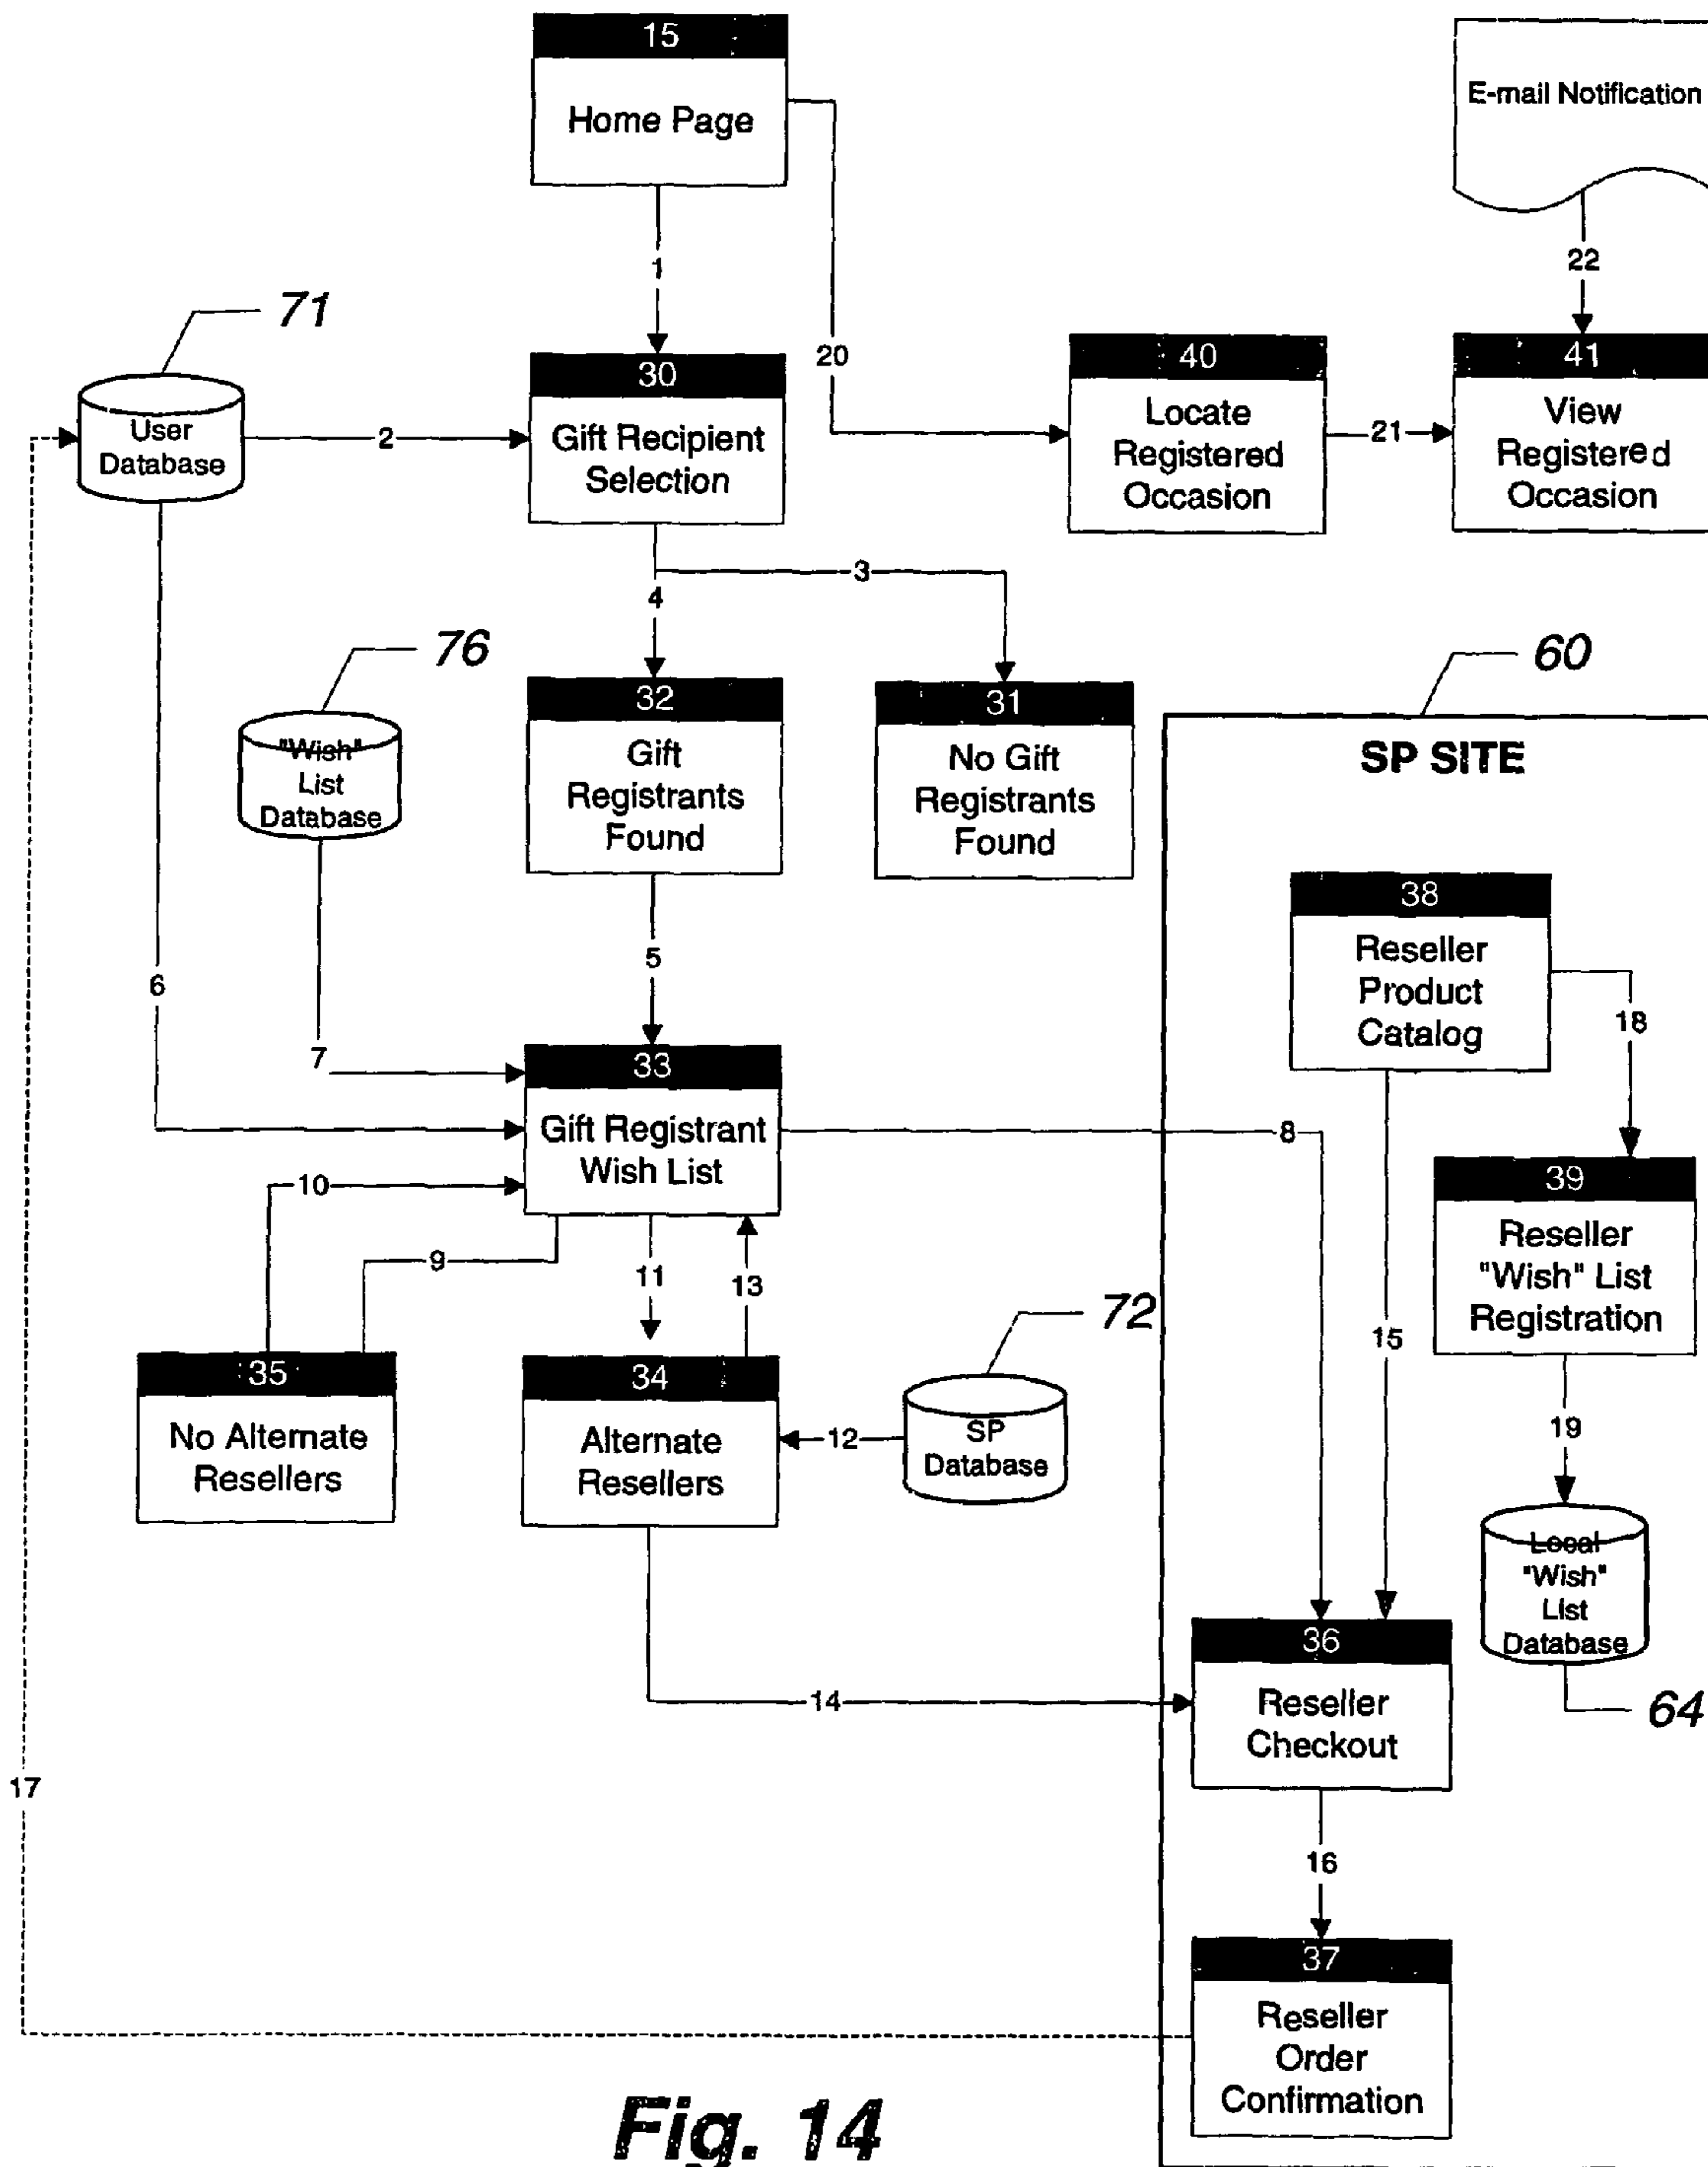 15
Home Page
E-mail Notification
1
20
22
71
User
Database
2
30
Gift Recipient
Selection
40
Locate
Registered
Occasion
21
41
View
Registered
Occasion
3
4
76
"Wish"
List
Database
32
Gift
Registrants
Found
31
No Gift
Registrants
Found
60
SP SITE
38
Reseller
Product
Catalog
18
5
6
7
33
Gift Registrant
Wish List
8
39
Reseller
"Wish" List
Registration
10
9
11
13
15
19
35
No Alternate
Resellers
34
Alternate
Resellers
12
72
SP
Database
Local
"Wish"
List
Database
64
36
Reseller
Checkout
14
17
16
37
Reseller
Order
Confirmation
Fig. 14